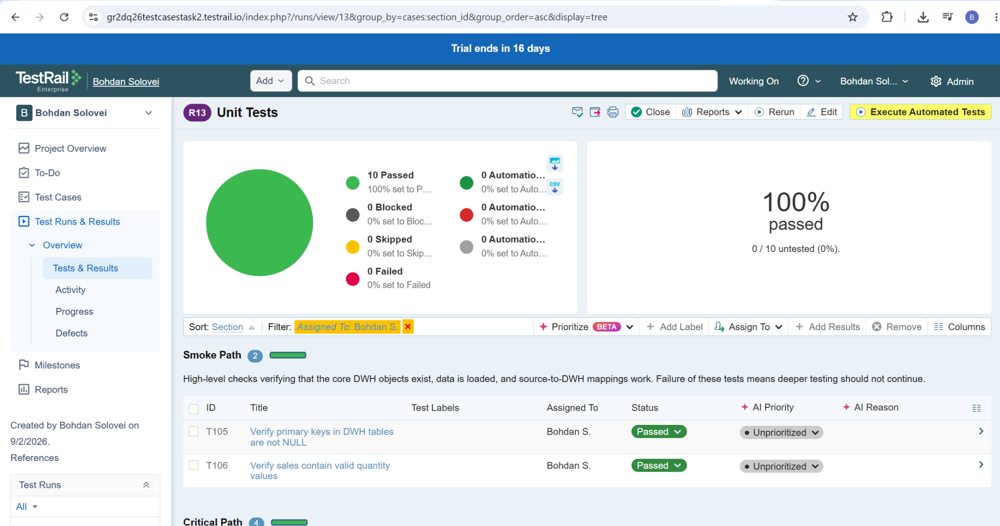 gr2dq26testcasestask2.testrail.io/index.php?/runs/view/13&group_by=cases:section_id&group_order=asc&display=tree
B
Trial ends in 16 days
TestRail
Enterprise
Bohdan Solovei
Add
Search
Working On
Bohdan Sol...
Admin
B Bohdan Solovei
Project Overview
To-Do
Test Cases
Test Runs & Results
Overview
Tests & Results
Activity
Progress
Defects
Milestones
Reports
Created by Bohdan Solovei on
9/2/2026.
References
Test Runs
All
R13 Unit Tests
Close
Reports
Rerun
Edit
Execute Automated Tests
10 Passed
100% set to P...
0 Blocked
0% set to Bloc...
0 Skipped
0% set to Skip...
0 Failed
0% set to Failed
0 Automatio...
0% set to Auto...
0 Automatio...
0% set to Auto...
0 Automatio...
0% set to Auto...
CSV
100%
passed
0 / 10 untested (0%).
Sort: Section
Filter: Assigned To: Bohdan S.
Prioritize BETA
Add Label
Assign To
Add Results
Remove
Columns
Smoke Path 2
High-level checks verifying that the core DWH objects exist, data is loaded, and source-to-DWH mappings work. Failure of these tests means deeper testing should not continue.
ID Title Test Labels Assigned To Status AI Priority AI Reason
T105 Verify primary keys in DWH tables Bohdan S. Passed Unprioritized
are not NULL
T106 Verify sales contain valid quantity Bohdan S. Passed Unprioritized
values
Critical Path 4